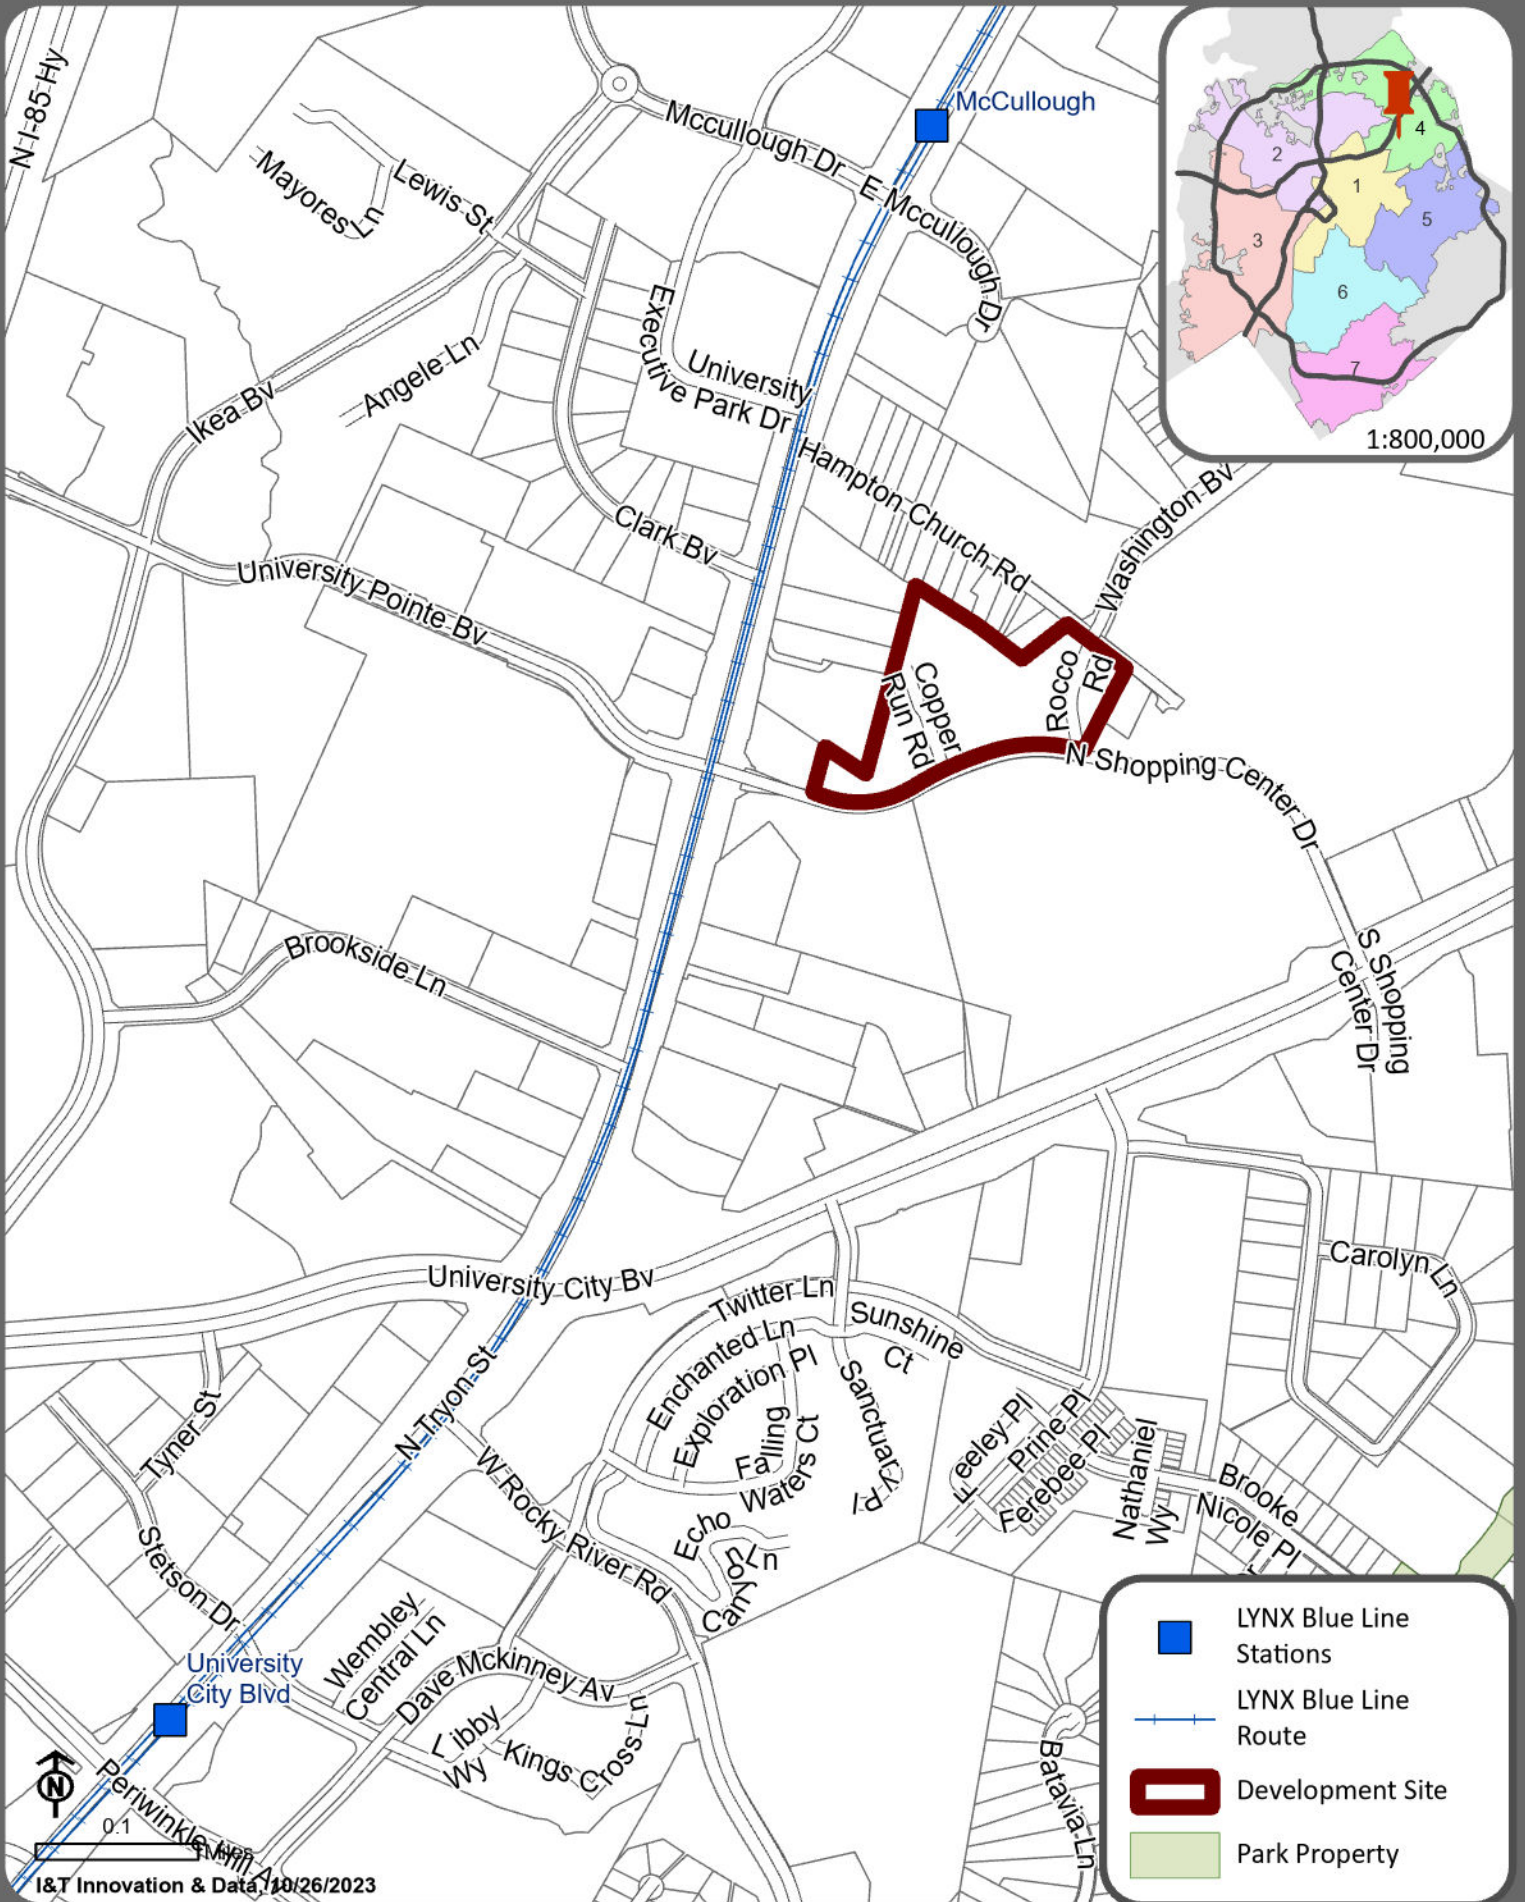 N I-85 Hy
McCullough
Mccullough Dr
E Mccullough Dr
Mayores Ln
Lewis St
4
2
1
5
3
6
7
1:800,000
Executive Park Dr
University
Angele Ln
Ikea Bv
Hampton Church Rd
Washington Bv
Clark Bv
University Pointe Bv
Copper
Run Rd
Rocco
Rd
N Shopping Center Dr
Brookside Ln
S Shopping
Center Dr
University City Bv
Carolyn Ln
Twitter Ln
Sunshine
Ct
Enchanted Ln
Exploration Pl
Falling
Waters Ct
Sanctuary Pl
N Tryon St
Tyner St
W Rocky River Rd
Feeley Pl
Prine Pl
Ferebee Pl
Nathaniel
Wy
Brooke
Nicole Pl
Echo
Canyon Ln
Stetson Dr
Wembley
Central Ln
Dave Mckinney Av
University
City Blvd
Libby
Wy
Kings Cross Ln
Batavia Ln
Periwinkle Hill Av
N
0.1
Miles
I&T Innovation & Data, 10/26/2023
LYNX Blue Line
Stations
LYNX Blue Line
Route
Development Site
Park Property